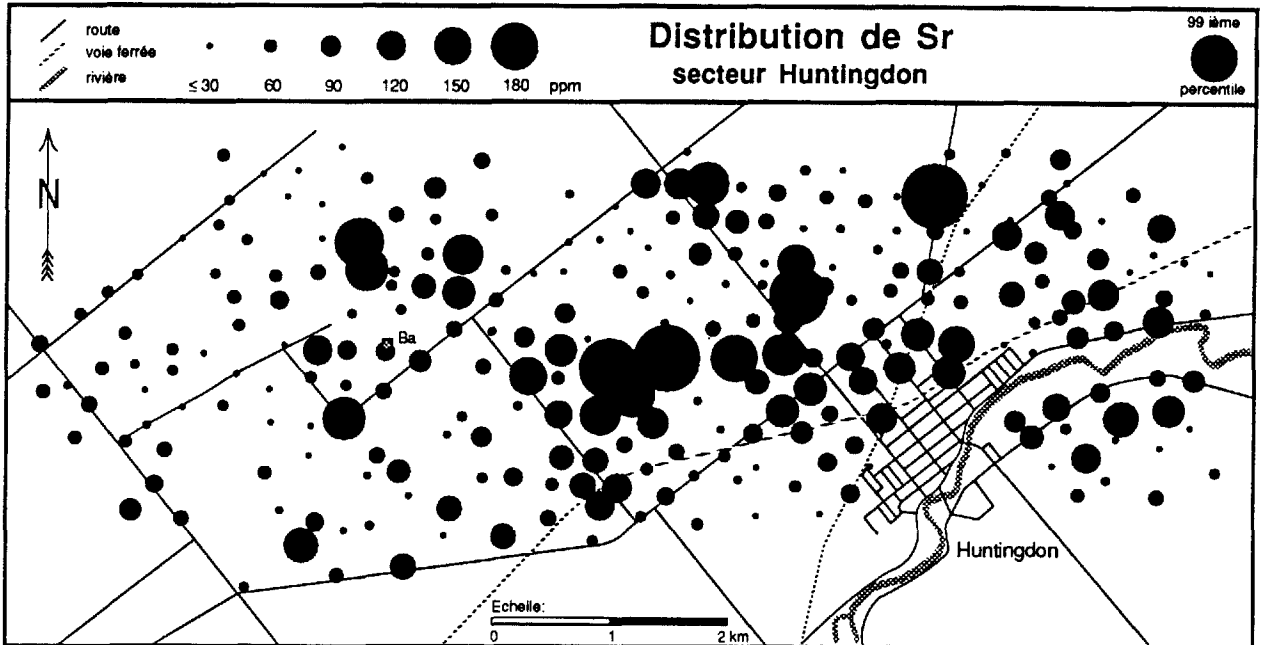 route
voie ferrée
rivière
≤ 30 60 90 120 150 180 ppm
Distribution de Sr
secteur Huntingdon
99 ième
percentile
N
Ba
Huntingdon
Echelle:
0 1 2 km